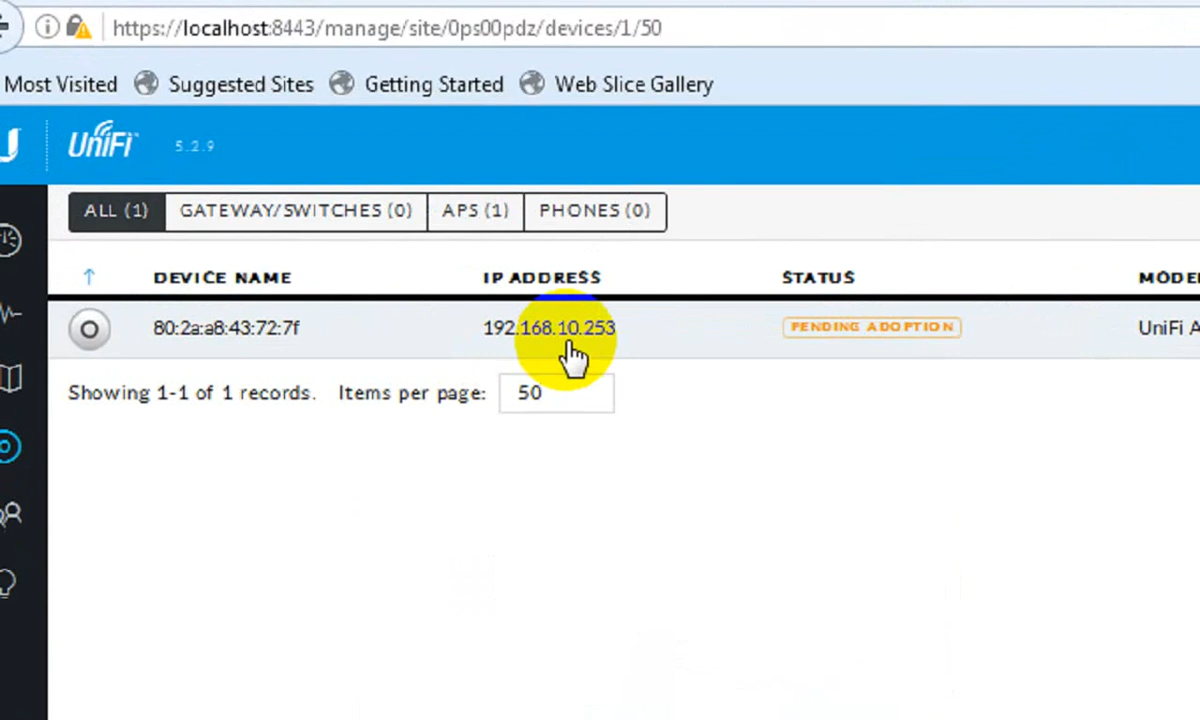 https://localhost:8443/manage/site/0ps00pdz/devices/1/50
Most Visited Suggested Sites Getting Started Web Slice Gallery
UniFi 5.2.9
ALL (1) GATEWAY/SWITCHES (0) APS (1) PHONES (0)
DEVICE NAME IP ADDRESS STATUS MODE
80:2a:a8:43:72:7f 192.168.10.253 PENDING ADOPTION UniFi A
Showing 1-1 of 1 records. Items per page: 50